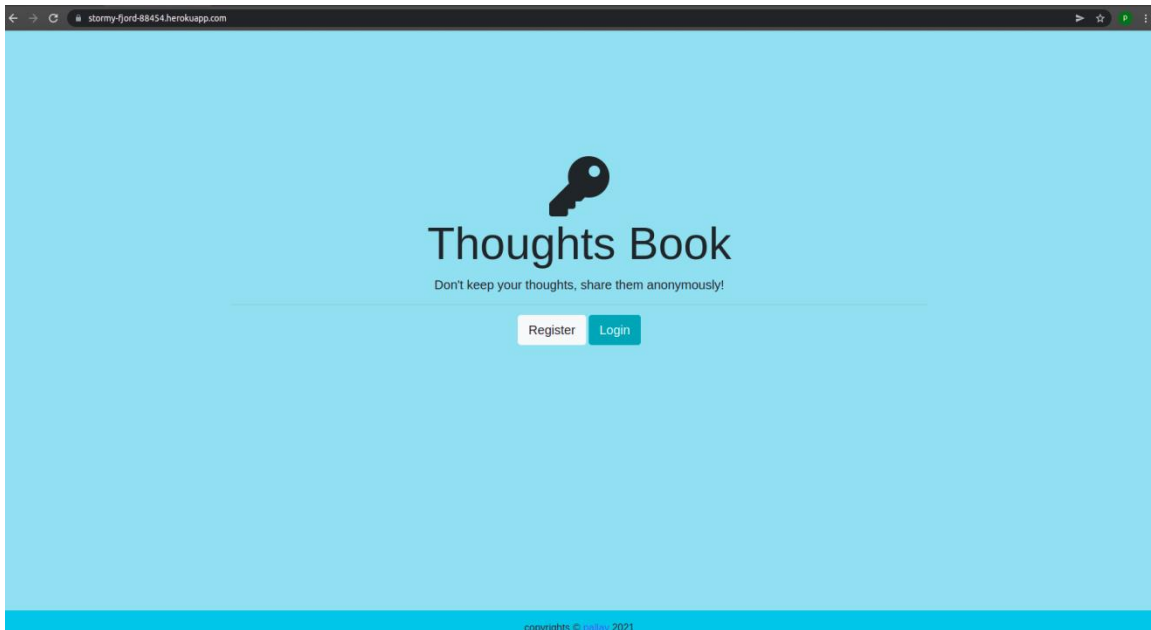 stormy-fjord-88454.herokuapp.com
P
Thoughts Book
Don't keep your thoughts, share them anonymously!
Register Login
copyrights © 2021